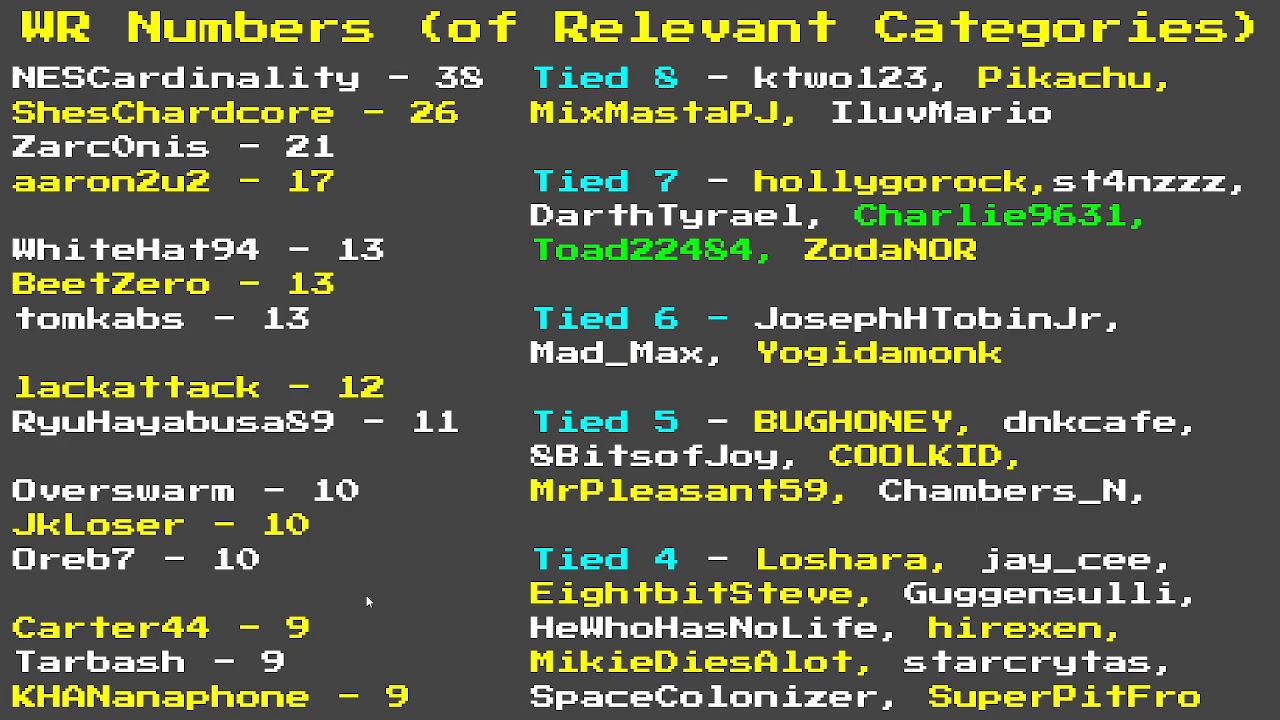 WR Numbers (of Relevant Categories)
NESCardinality - 38
ShesChardcore - 26
ZarcOnis - 21
aaron2u2 - 17
WhiteHat94 - 13
BeetZero - 13
tomkabs - 13
lackattack - 12
RyuHayabusa89 - 11
Overswarm - 10
JkLoser - 10
Oreb7 - 10
Carter44 - 9
Tarbash - 9
KHANanaphone - 9
Tied 8 - ktwo123, Pikachu,
MixMastaPJ, IluvMario
Tied 7 - hollygorock,st4nzzz,
DarthTyrael, Charlie9631,
Toad22484, ZodaNOR
Tied 6 - JosephHTobinJr,
Mad_Max, Yogidamonk
Tied 5 - BUGHONEY, dnkcafe,
8BitsofJoy, COOLKID,
MrPleasant59, Chambers_N,
Tied 4 - Loshara, jay_cee,
EightbitSteve, Guggensulli,
HeWhoHasNoLife, hirexen,
MikieDiesAlot, starcrytas,
SpaceColonizer, SuperPitFro